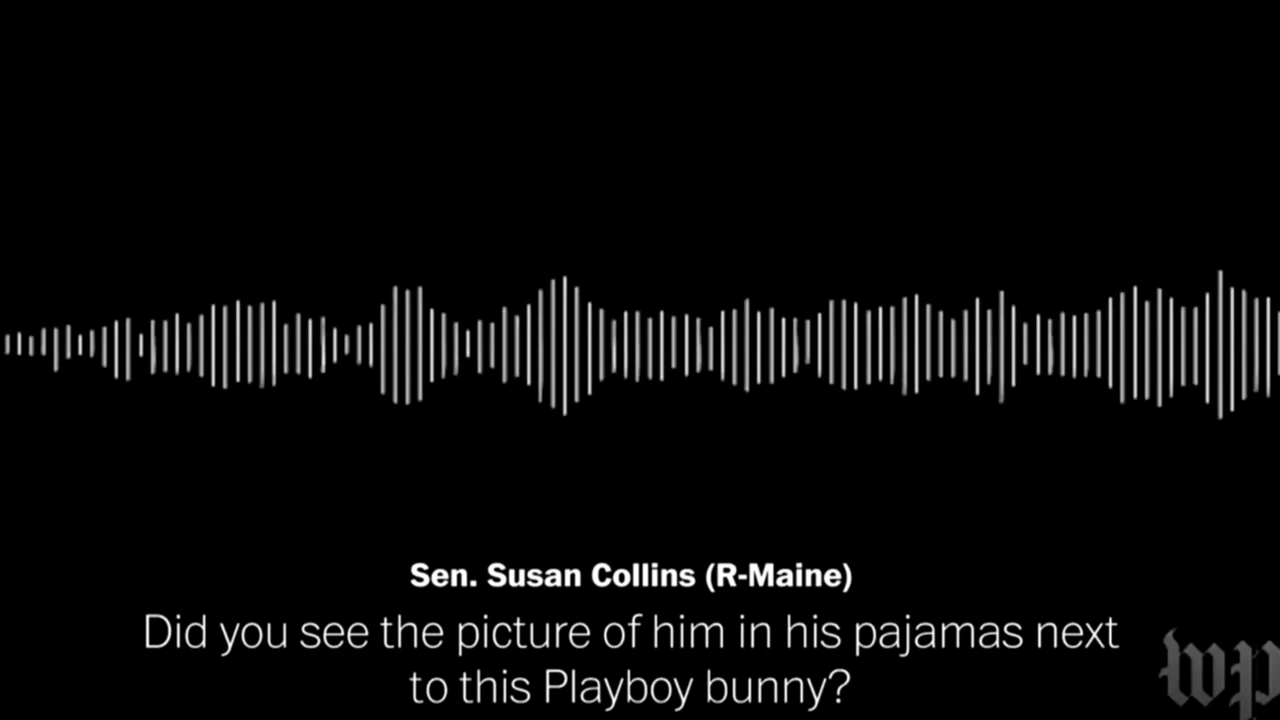 Sen. Susan Collins (R-Maine)
Did you see the picture of him in his pajamas next
to this Playboy bunny?
wp